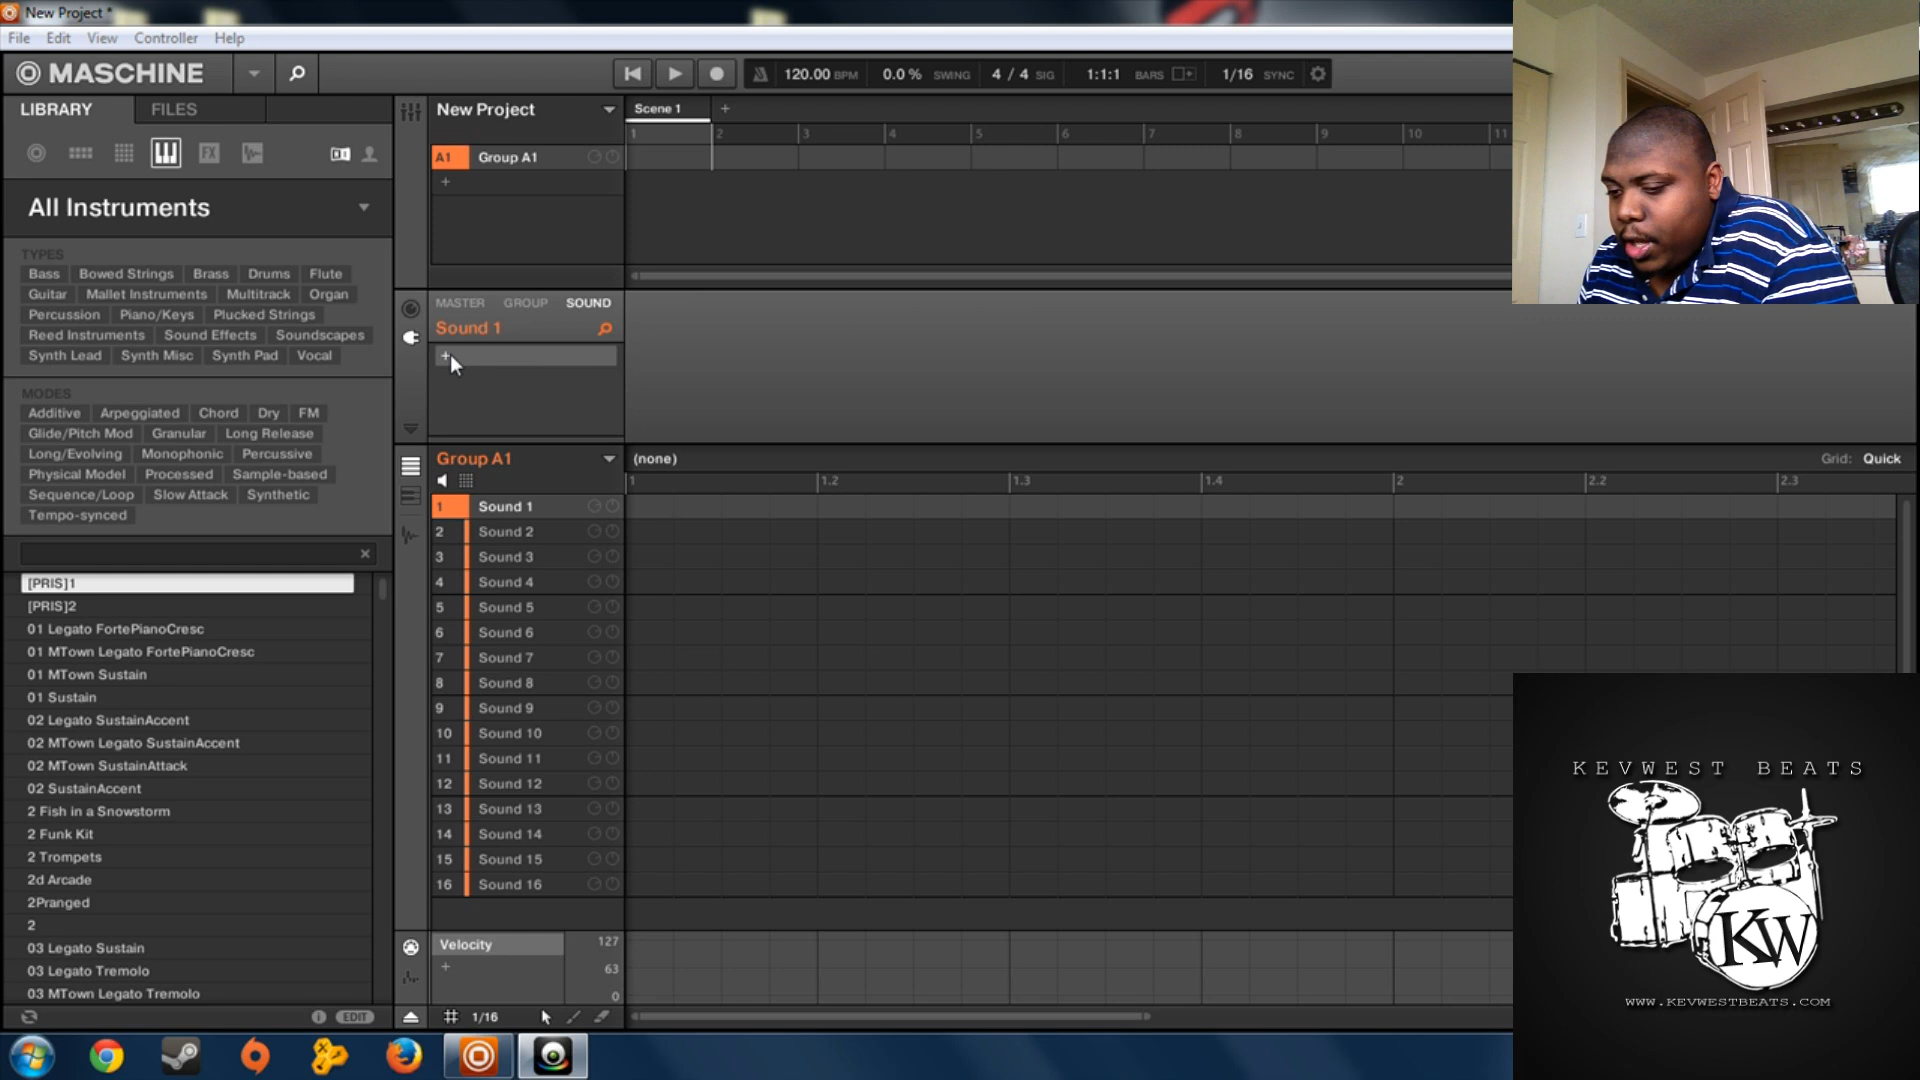 New Project *
File Edit View Controller Help
MASCHINE
120.00 BPM 0.0 % SWING 4 / 4 SIG 1:1:1 BARS 1/16 SYNC
LIBRARY FILES
New Project
Scene 1 +
1 2 3 4 5 6 7 8 9 10 11
A1 Group A1
+
FX
All Instruments
TYPES
Bass Bowed Strings Brass Drums Flute
Guitar Mallet Instruments Multitrack Organ
Percussion Piano/Keys Plucked Strings
Reed Instruments Sound Effects Soundscapes
Synth Lead Synth Misc Synth Pad Vocal
MODES
Additive Arpeggiated Chord Dry FM
Glide/Pitch Mod Granular Long Release
Long/Evolving Monophonic Percussive
Physical Model Processed Sample-based
Sequence/Loop Slow Attack Synthetic
Tempo-synced
[PRIS]1
[PRIS]2
01 Legato FortePianoCresc
01 MTown Legato FortePianoCresc
01 MTown Sustain
01 Sustain
02 Legato SustainAccent
02 MTown Legato SustainAccent
02 MTown SustainAttack
02 SustainAccent
2 Fish in a Snowstorm
2 Funk Kit
2 Trompets
2d Arcade
2Pranged
2
03 Legato Sustain
03 Legato Tremolo
03 MTown Legato Tremolo
EDIT
MASTER GROUP SOUND
Sound 1
+
Group A1
(none)
Grid: Quick
1 1.2 1.3 1.4 2 2.2 2.3
1 Sound 1
2 Sound 2
3 Sound 3
4 Sound 4
5 Sound 5
6 Sound 6
7 Sound 7
8 Sound 8
9 Sound 9
10 Sound 10
11 Sound 11
12 Sound 12
13 Sound 13
14 Sound 14
15 Sound 15
16 Sound 16
Velocity 127
+ 63
0
1/16
KEVWEST BEATS
KW
WWW.KEVWESTBEATS.COM